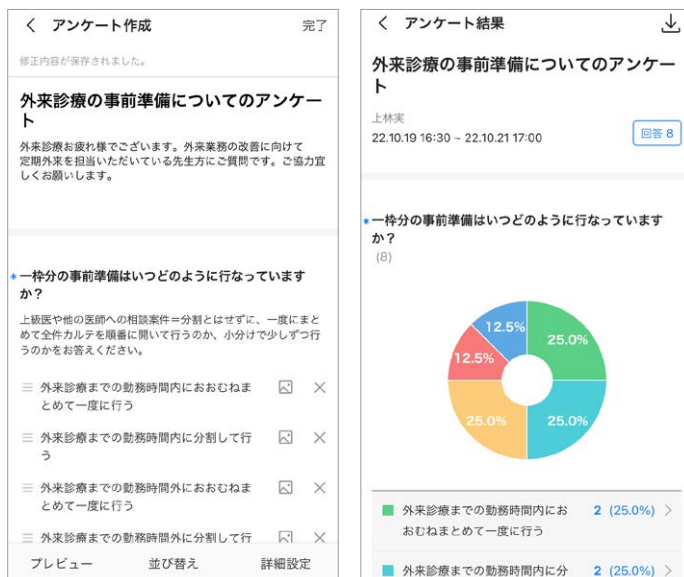 アンケート作成
完了
修正内容が保存されました。
外来診療の事前準備についてのアンケー
ト
外来診療お疲れ様でございます。外来業務の改善に向けて
定期外来を担当いただいている先生方にご質問です。ご協力宜
しくお願いします。
*一枠分の事前準備はいつどのように行なっています
か？
上級医や他の医師への相談案件＝分割とはせずに、一度にまと
めて全件カルテを順番に開いて行うのか、小分けで少しずつ行
うのかをお答えください。
外来診療までの勤務時間内におおむねま
とめて一度に行う
外来診療までの勤務時間内に分割して行
う
外来診療までの勤務時間外におおむねま
とめて一度に行う
外来診療までの勤務時間外に分割して行
プレビュー
並び替え
詳細設定
アンケート結果
外来診療の事前準備についてのアンケー
ト
上林実
22.10.19 16:30 ~ 22.10.21 17:00
回答 8
*一枠分の事前準備はいつどのように行なっています
か？
(8)
12.5%
25.0%
12.5%
25.0%
25.0%
外来診療までの勤務時間内にお
おむねまとめて一度に行う
2 (25.0%)
外来診療までの勤務時間内に分
2 (25.0%)